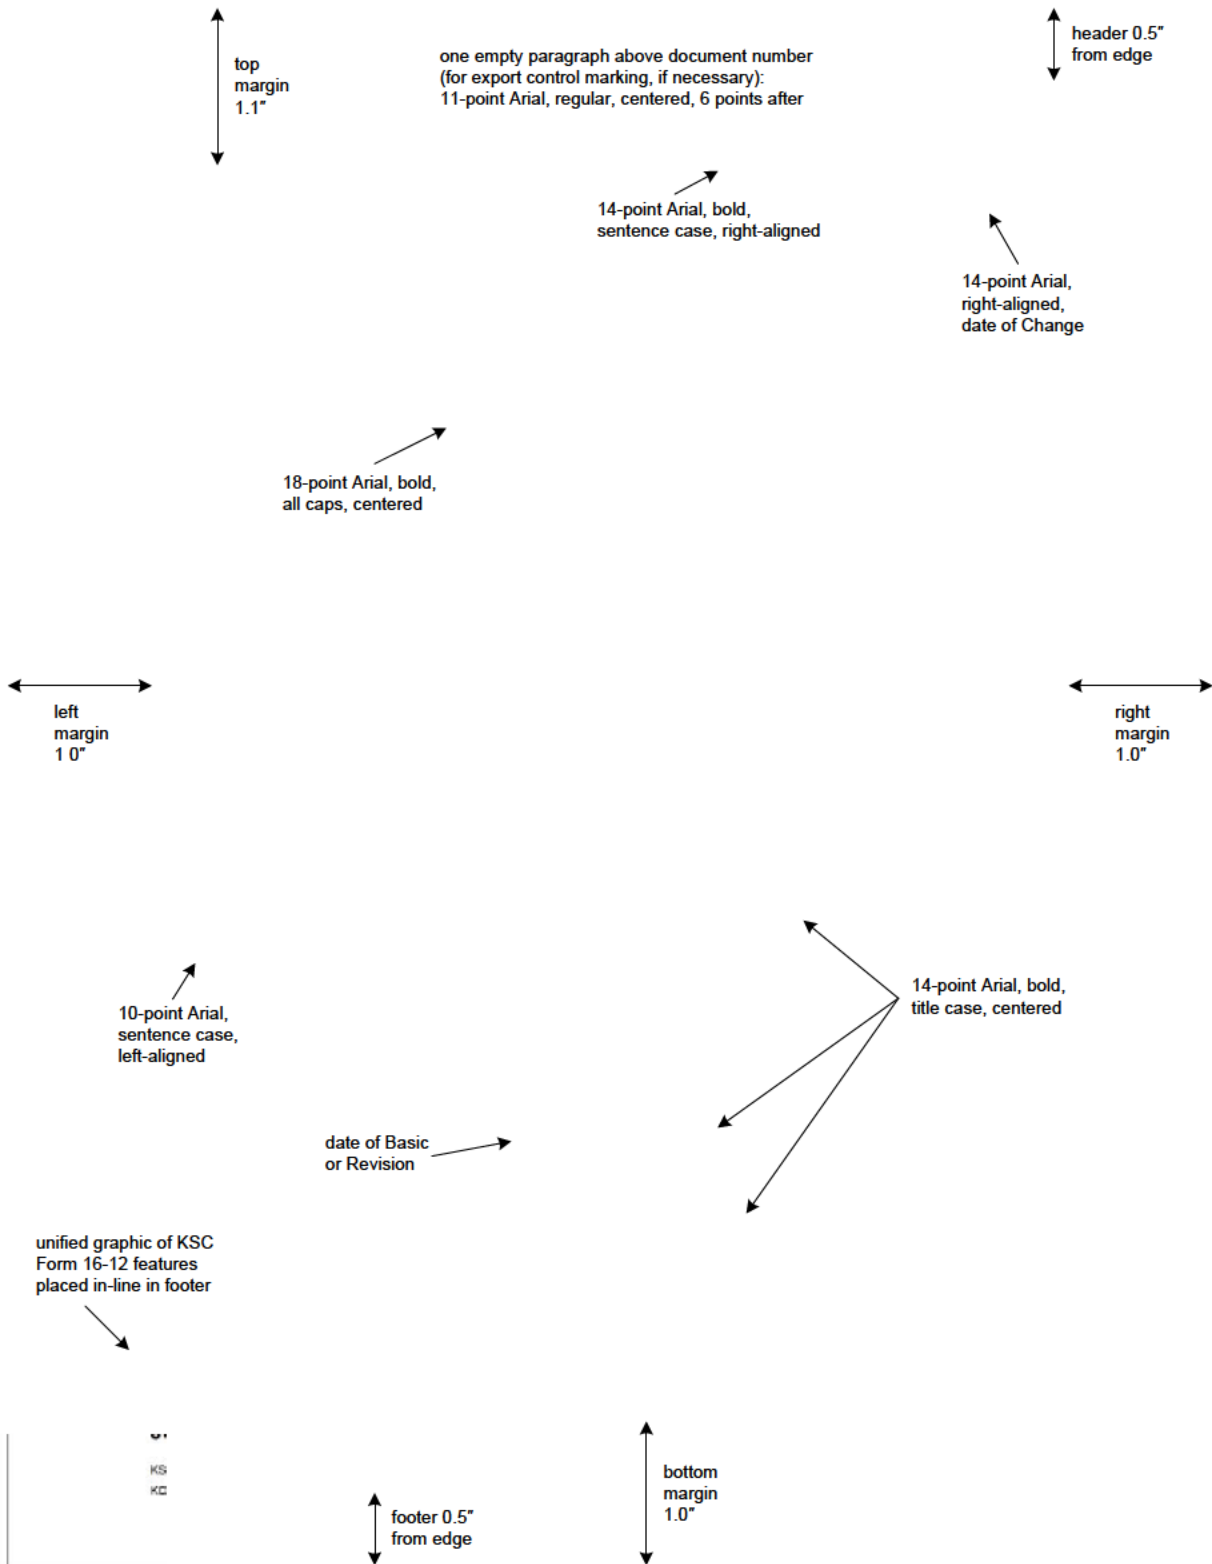 top
margin
1.1"
one empty paragraph above document number
(for export control marking, if necessary):
11-point Arial, regular, centered, 6 points after
header 0.5"
from edge
14-point Arial, bold,
sentence case, right-aligned
14-point Arial,
right-aligned,
date of Change
18-point Arial, bold,
all caps, centered
left
margin
1 0"
right
margin
1.0"
10-point Arial,
sentence case,
left-aligned
14-point Arial, bold,
title case, centered
date of Basic
or Revision
unified graphic of KSC
Form 16-12 features
placed in-line in footer
KS
footer 0.5"
from edge
bottom
margin
1.0"